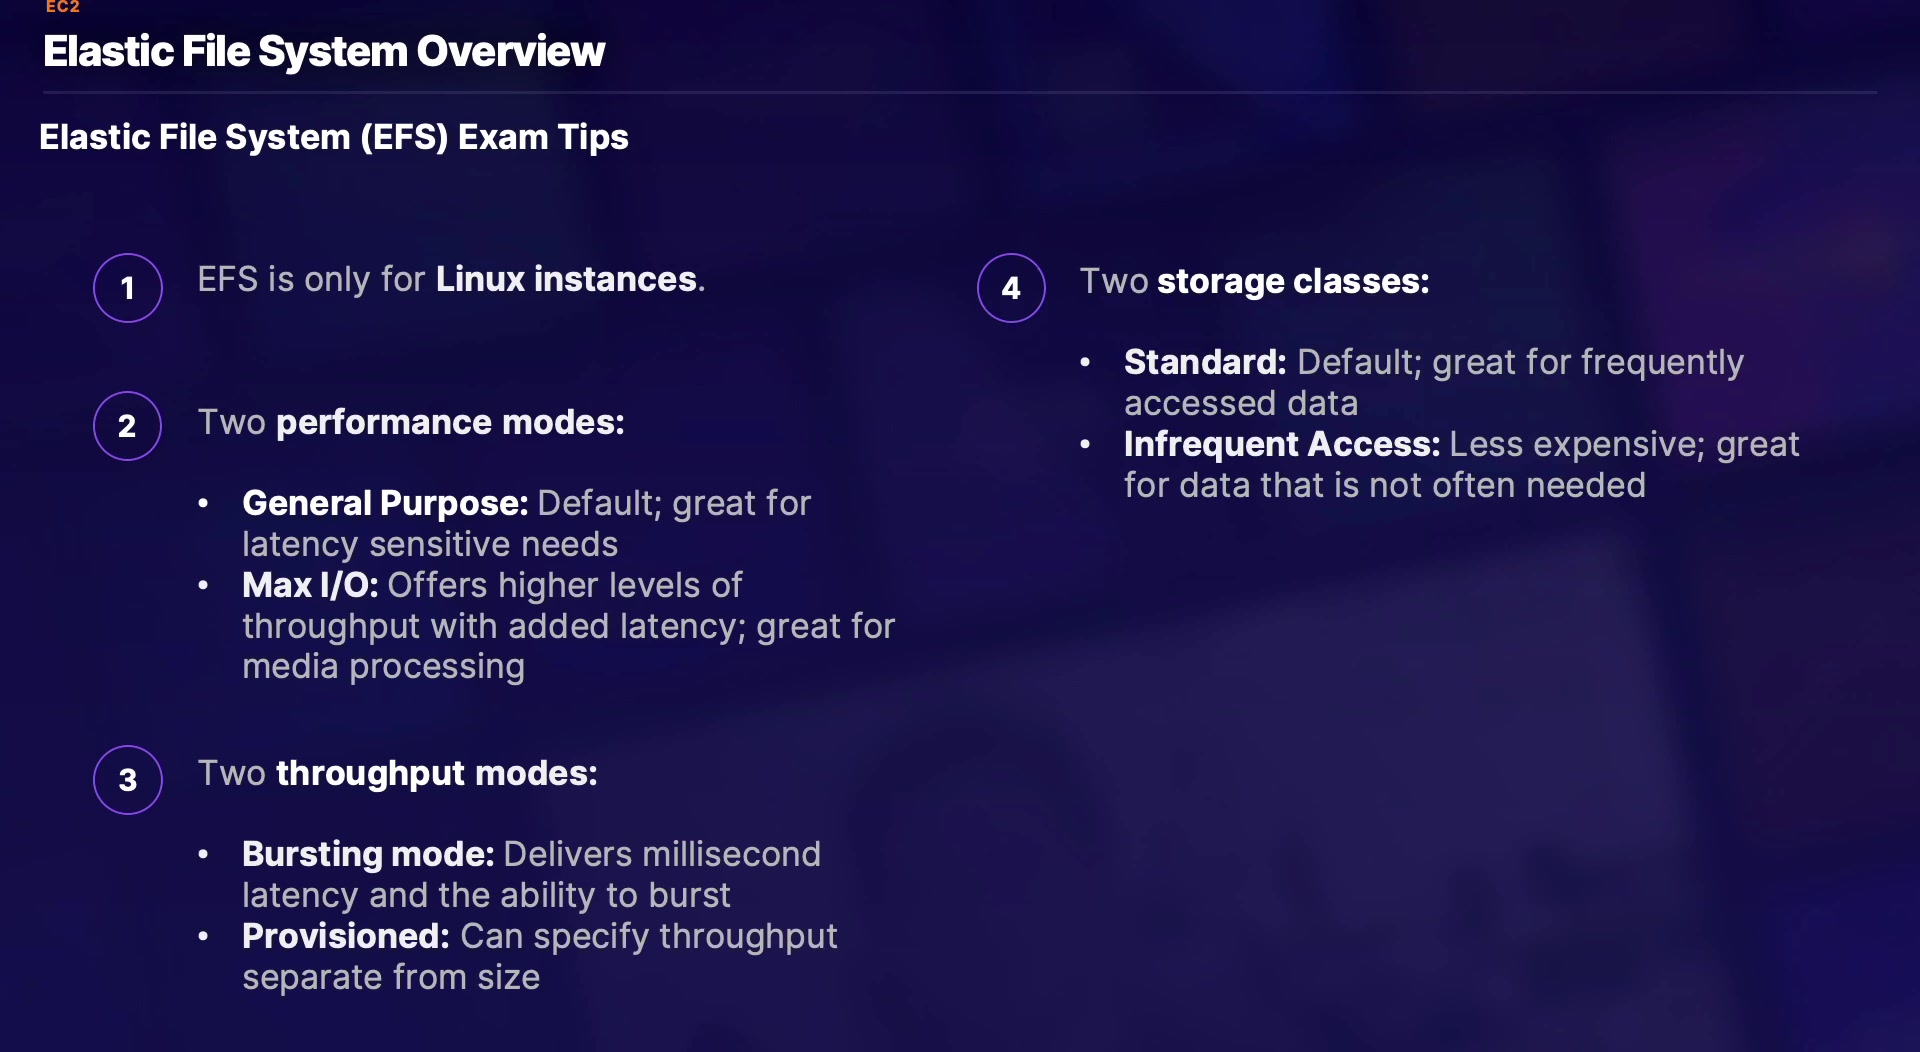 EC2
Elastic File System Overview
Elastic File System (EFS) Exam Tips
1
EFS is only for Linux instances.
2
Two performance modes:
• General Purpose: Default; great for
latency sensitive needs
• Max I/O: Offers higher levels of
throughput with added latency; great for
media processing
3
Two throughput modes:
• Bursting mode: Delivers millisecond
latency and the ability to burst
• Provisioned: Can specify throughput
separate from size
4
Two storage classes:
• Standard: Default; great for frequently
accessed data
• Infrequent Access: Less expensive; great
for data that is not often needed